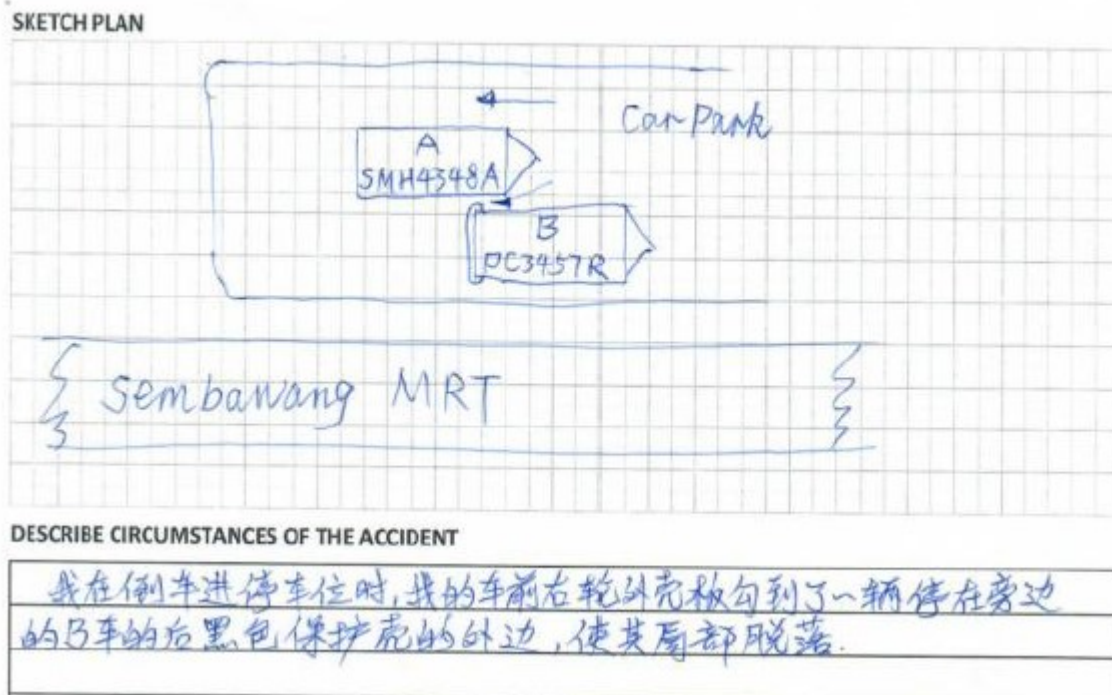 SKETCH PLAN
Car Park
A
SMH4348A
B
PC3457R
Sembawang MRT
DESCRIBE CIRCUMSTANCES OF THE ACCIDENT
我在倒车进停车位时,我的车前右轮外壳板勾到了一辆停在旁边
的B车的后黑色保护壳的外边,使其局部脱落.